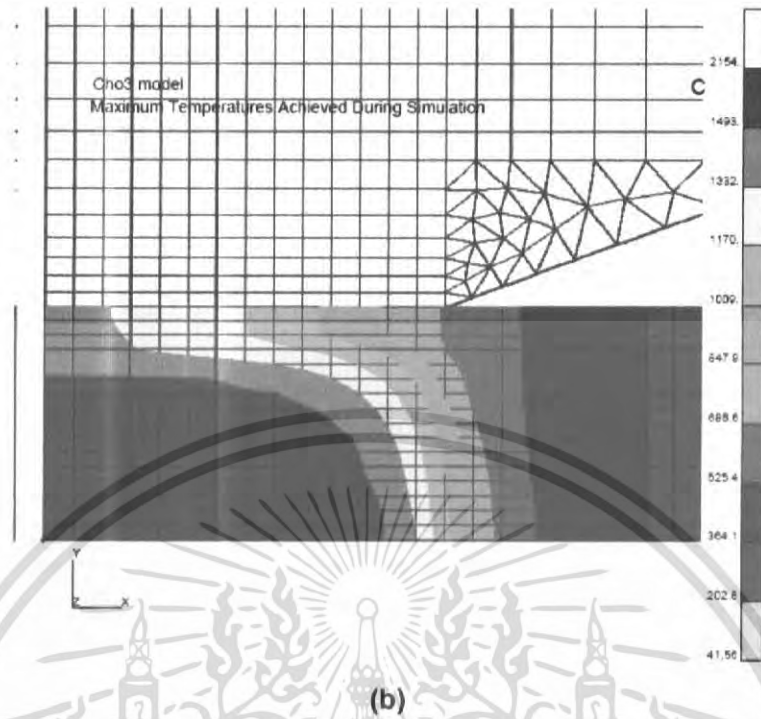 Cho3 model
Maximum Temperatures Achieved During Simulation
C
2154.
1493.
1332.
1170.
1009.
847.9
686.6
525.4
364.1
202.8
41.56
Y
Z X
(b)